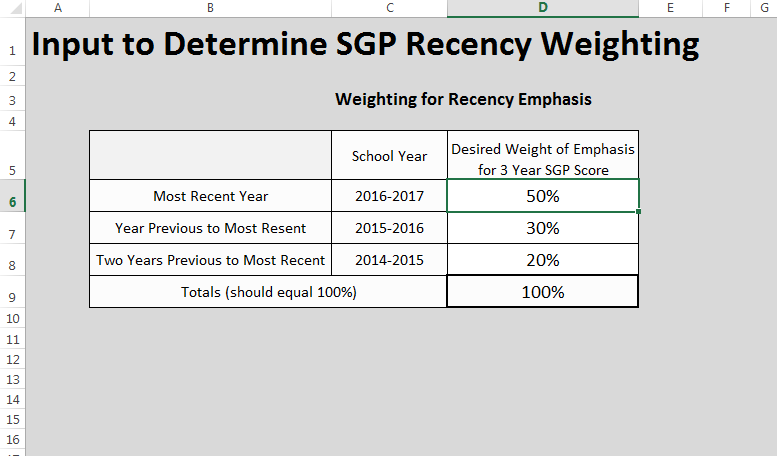 A B C D E F G
1 Input to Determine SGP Recency Weighting
2
3 Weighting for Recency Emphasis
4
Desired Weight of Emphasis
5 School Year for 3 Year SGP Score
6 Most Recent Year 2016-2017 50%
7 Year Previous to Most Resent 2015-2016 30%
8 Two Years Previous to Most Recent 2014-2015 20%
9 Totals (should equal 100%) 100%
10
11
12
13
14
15
16